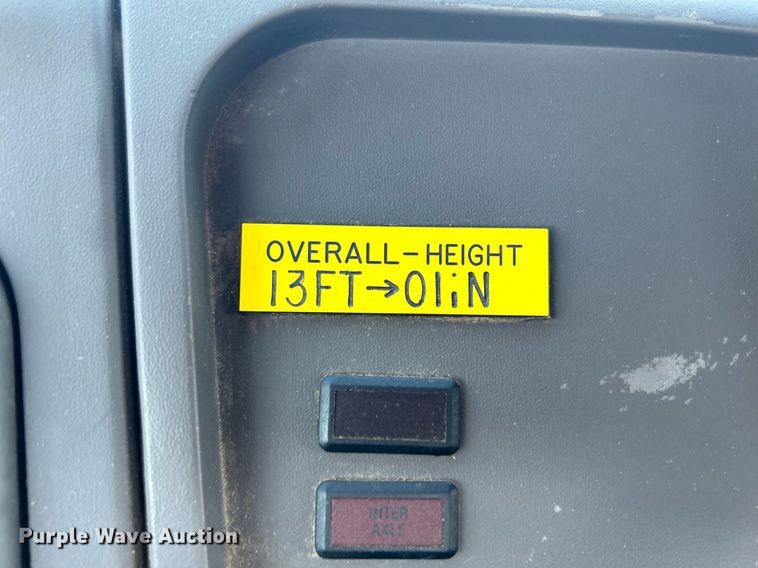 OVERALL-HEIGHT
13FT→01iN
INTER
AXLE
Purple Wave Auction